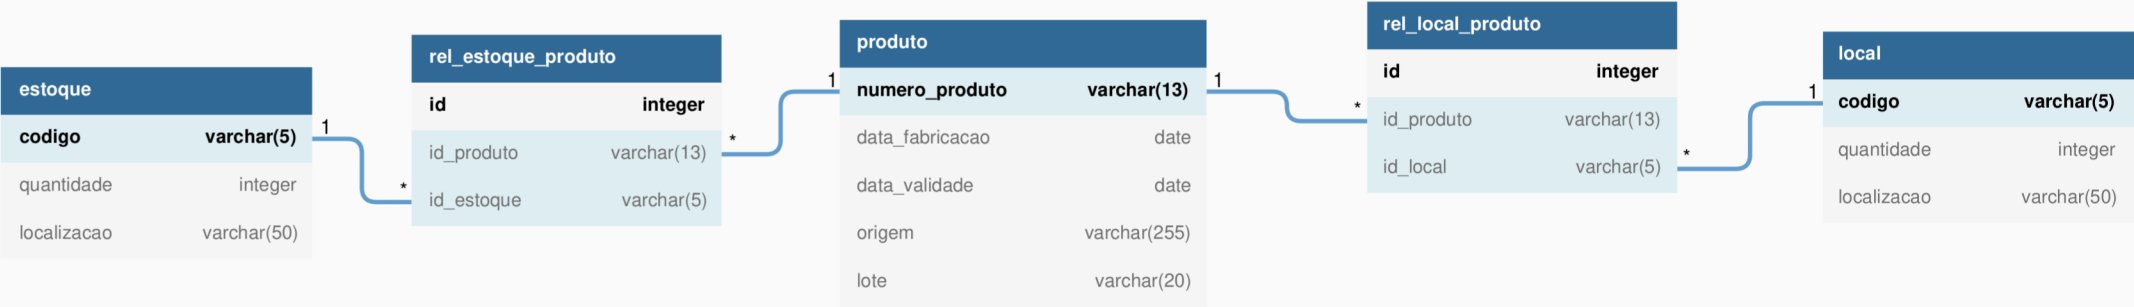 estoque
codigo varchar(5)
quantidade integer
localizacao varchar(50)
1
*
rel_estoque_produto
id integer
id_produto varchar(13)
id_estoque varchar(5)
*
1
produto
numero_produto varchar(13)
data_fabricacao date
data_validade date
origem varchar(255)
lote varchar(20)
1
*
rel_local_produto
id integer
id_produto varchar(13)
id_local varchar(5)
*
1
local
codigo varchar(5)
quantidade integer
localizacao varchar(50)